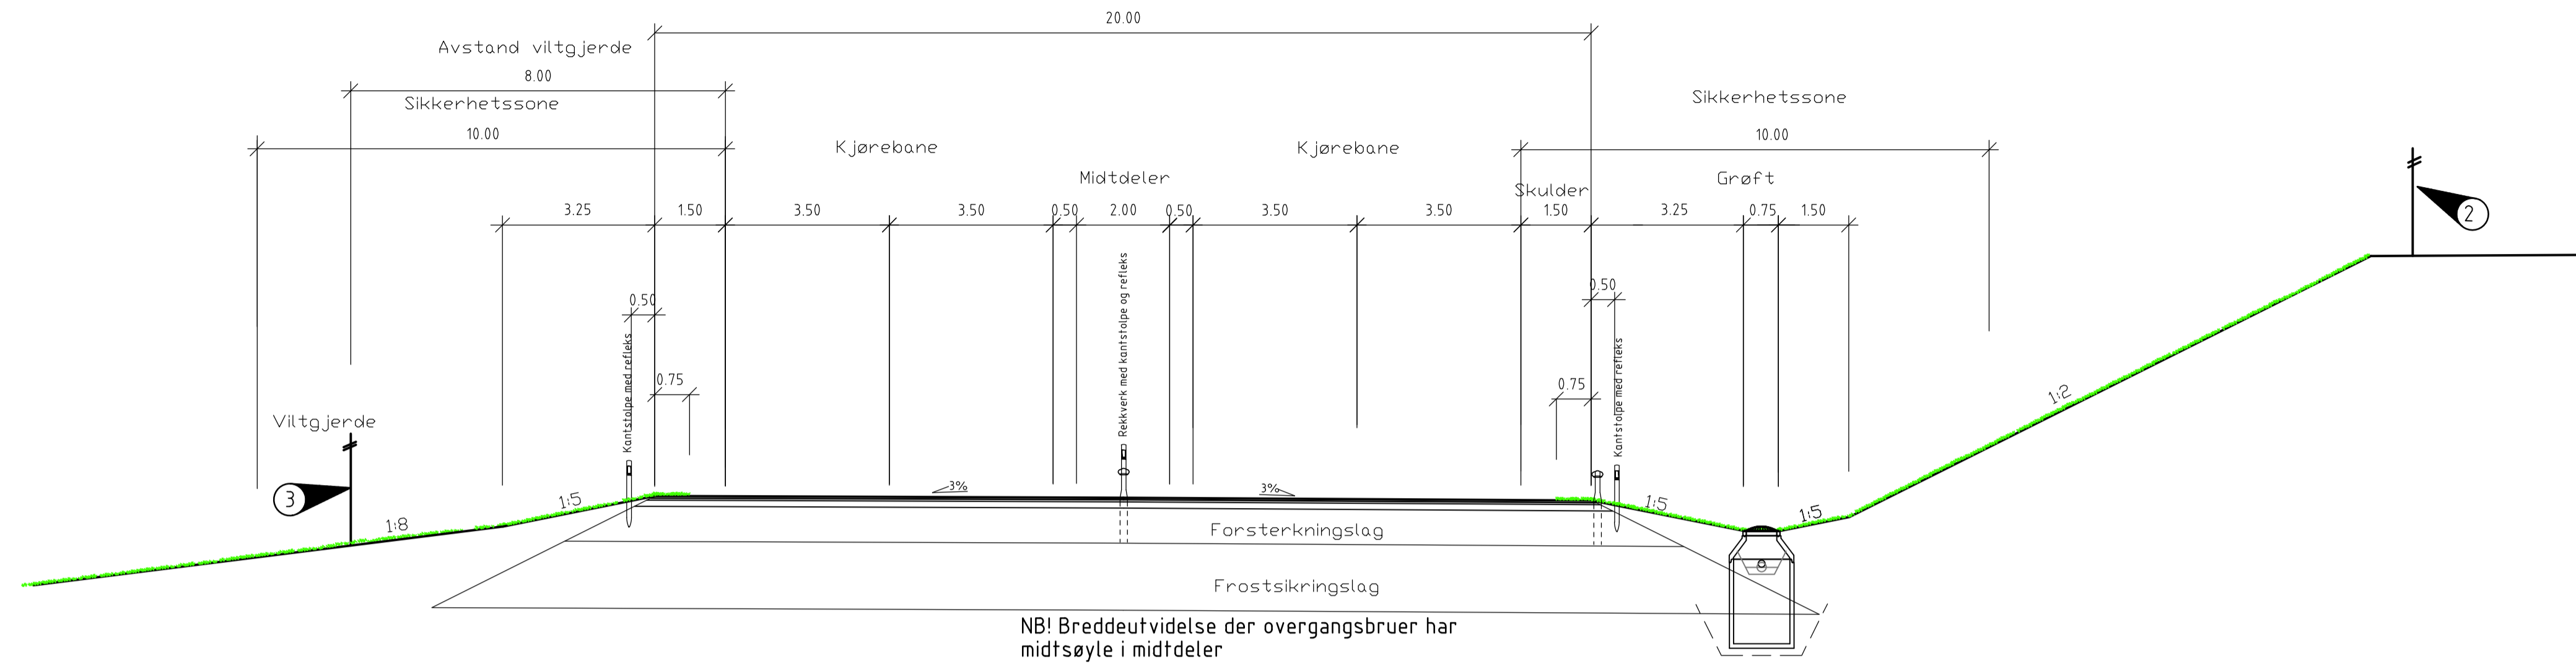 20.00
Avstand viltgjerde
8.00
Sikkerhetssone
10.00
Sikkerhetssone
10.00
Kjørebane
Kjørebane
Midtdeler
Skulder
Grøft
3.25 1.50 3.50 3.50 0.50 2.00 0.50 3.50 3.50 1.50 3.25 0.75 1.50
2
0.50
0.50
Kantstolpe med refleks
Rekkverk med kantstolpe og refleks
Kantstolpe med refleks
0.75
0.75
1:2
Viltgjerde
3
1:8
1:5
3%
3%
1:5
1:5
Forsterkningslag
Frostsikringslag
NB! Breddeutvidelse der overgangsbruer har
midtsøyle i midtdeler